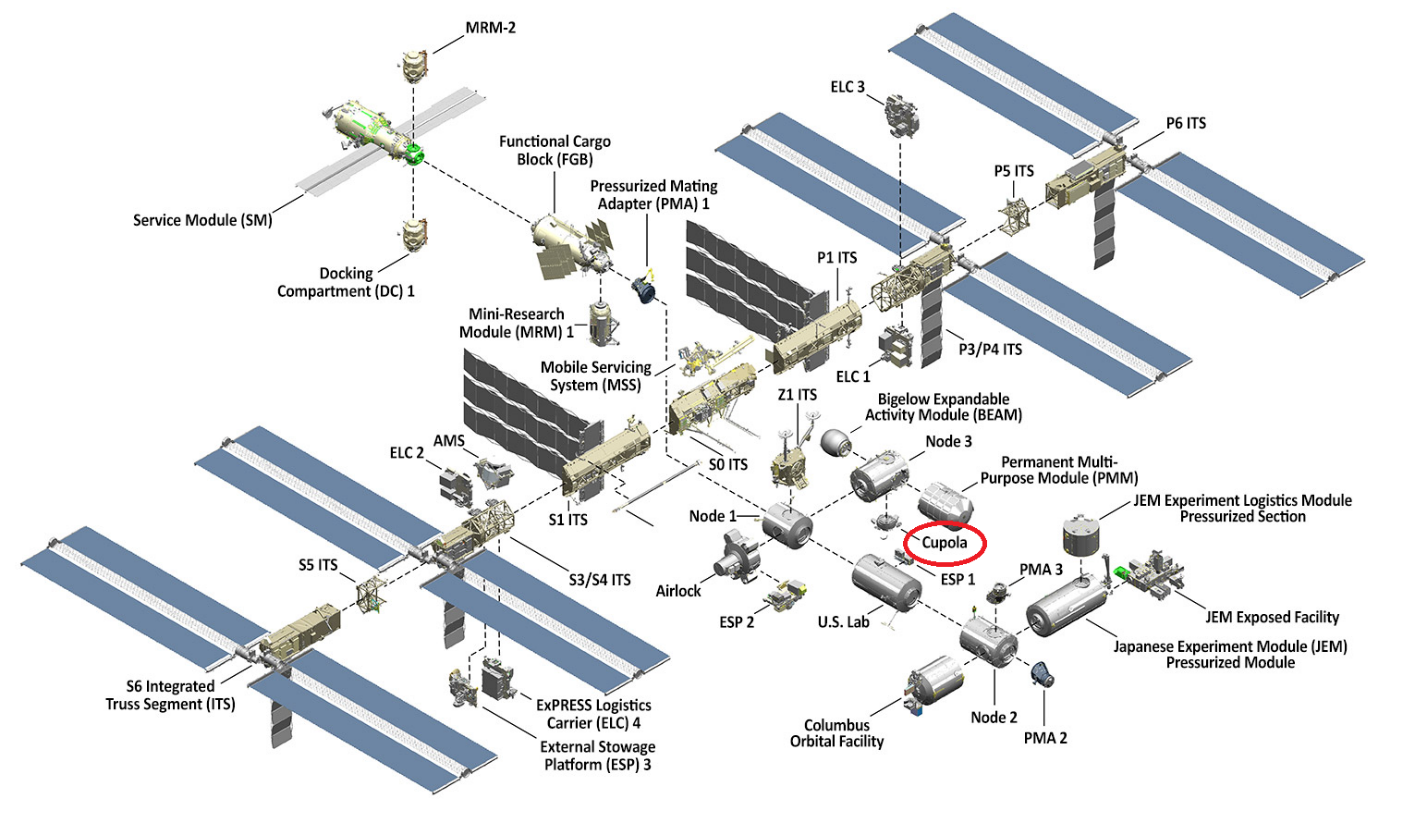 MRM-2
ELC 3
P6 ITS
Functional Cargo
Block (FGB)
P5 ITS
Pressurized Mating
Adapter (PMA) 1
Service Module (SM)
P1 ITS
Docking
Compartment (DC) 1
Mini-Research
Module (MRM) 1
P3/P4 ITS
Mobile Servicing
System (MSS)
ELC 1
Z1 ITS
Bigelow Expandable
Activity Module (BEAM)
AMS
ELC 2
Node 3
S0 ITS
Permanent Multi-
Purpose Module (PMM)
JEM Experiment Logistics Module
Pressurized Section
S1 ITS
Node 1
Cupola
S5 ITS
S3/S4 ITS
Airlock
ESP 1
PMA 3
ESP 2
U.S. Lab
JEM Exposed Facility
Japanese Experiment Module (JEM)
Pressurized Module
S6 Integrated
Truss Segment (ITS)
ExPRESS Logistics
Carrier (ELC) 4
Columbus
Orbital Facility
Node 2
PMA 2
External Stowage
Platform (ESP) 3